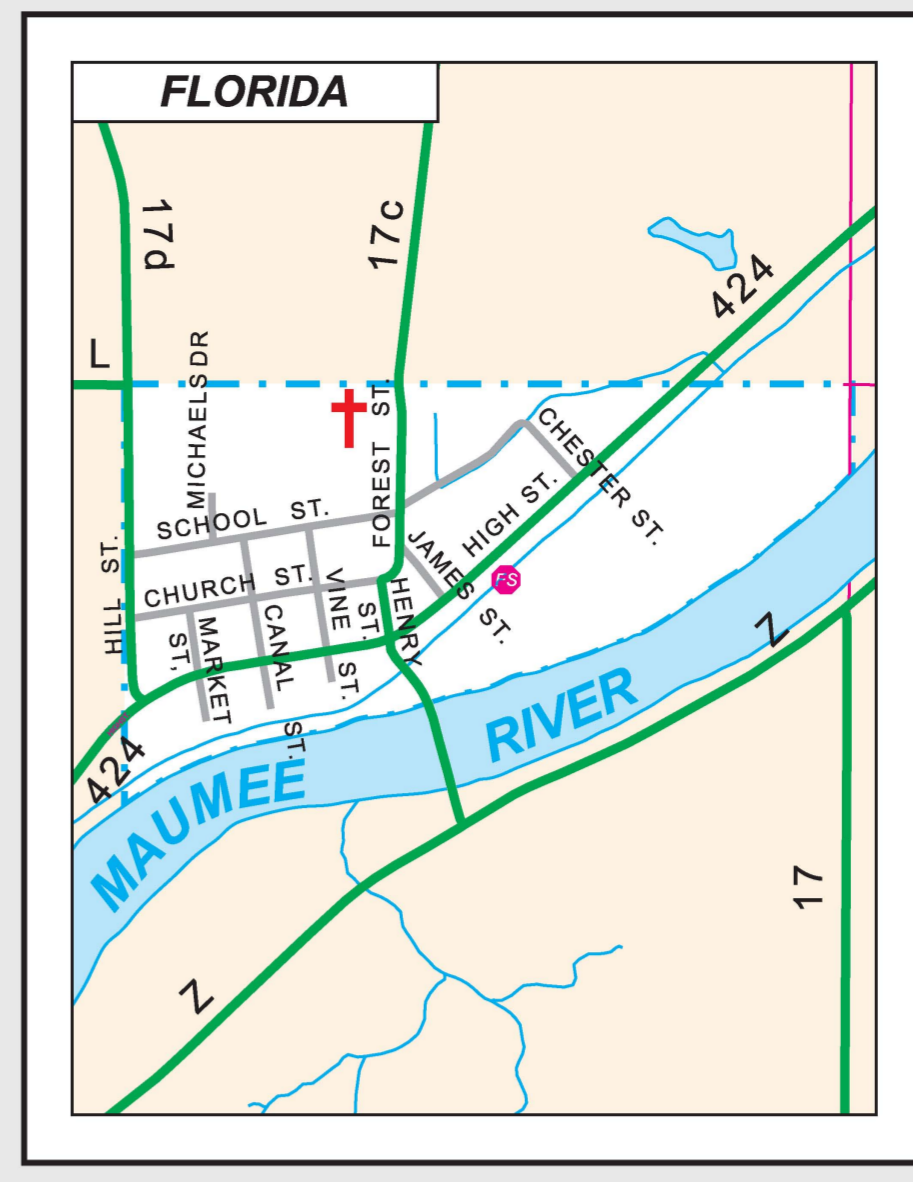 FLORIDA
17d
17c
424
L
MICHAELS DR
FOREST ST.
CHESTER ST.
SCHOOL ST.
HIGH ST.
JAMES ST.
HILL ST.
CHURCH ST.
FS
VINE ST.
HENRY ST.
CANAL ST.
MARKET ST,
Z
424
MAUMEE RIVER
17
Z